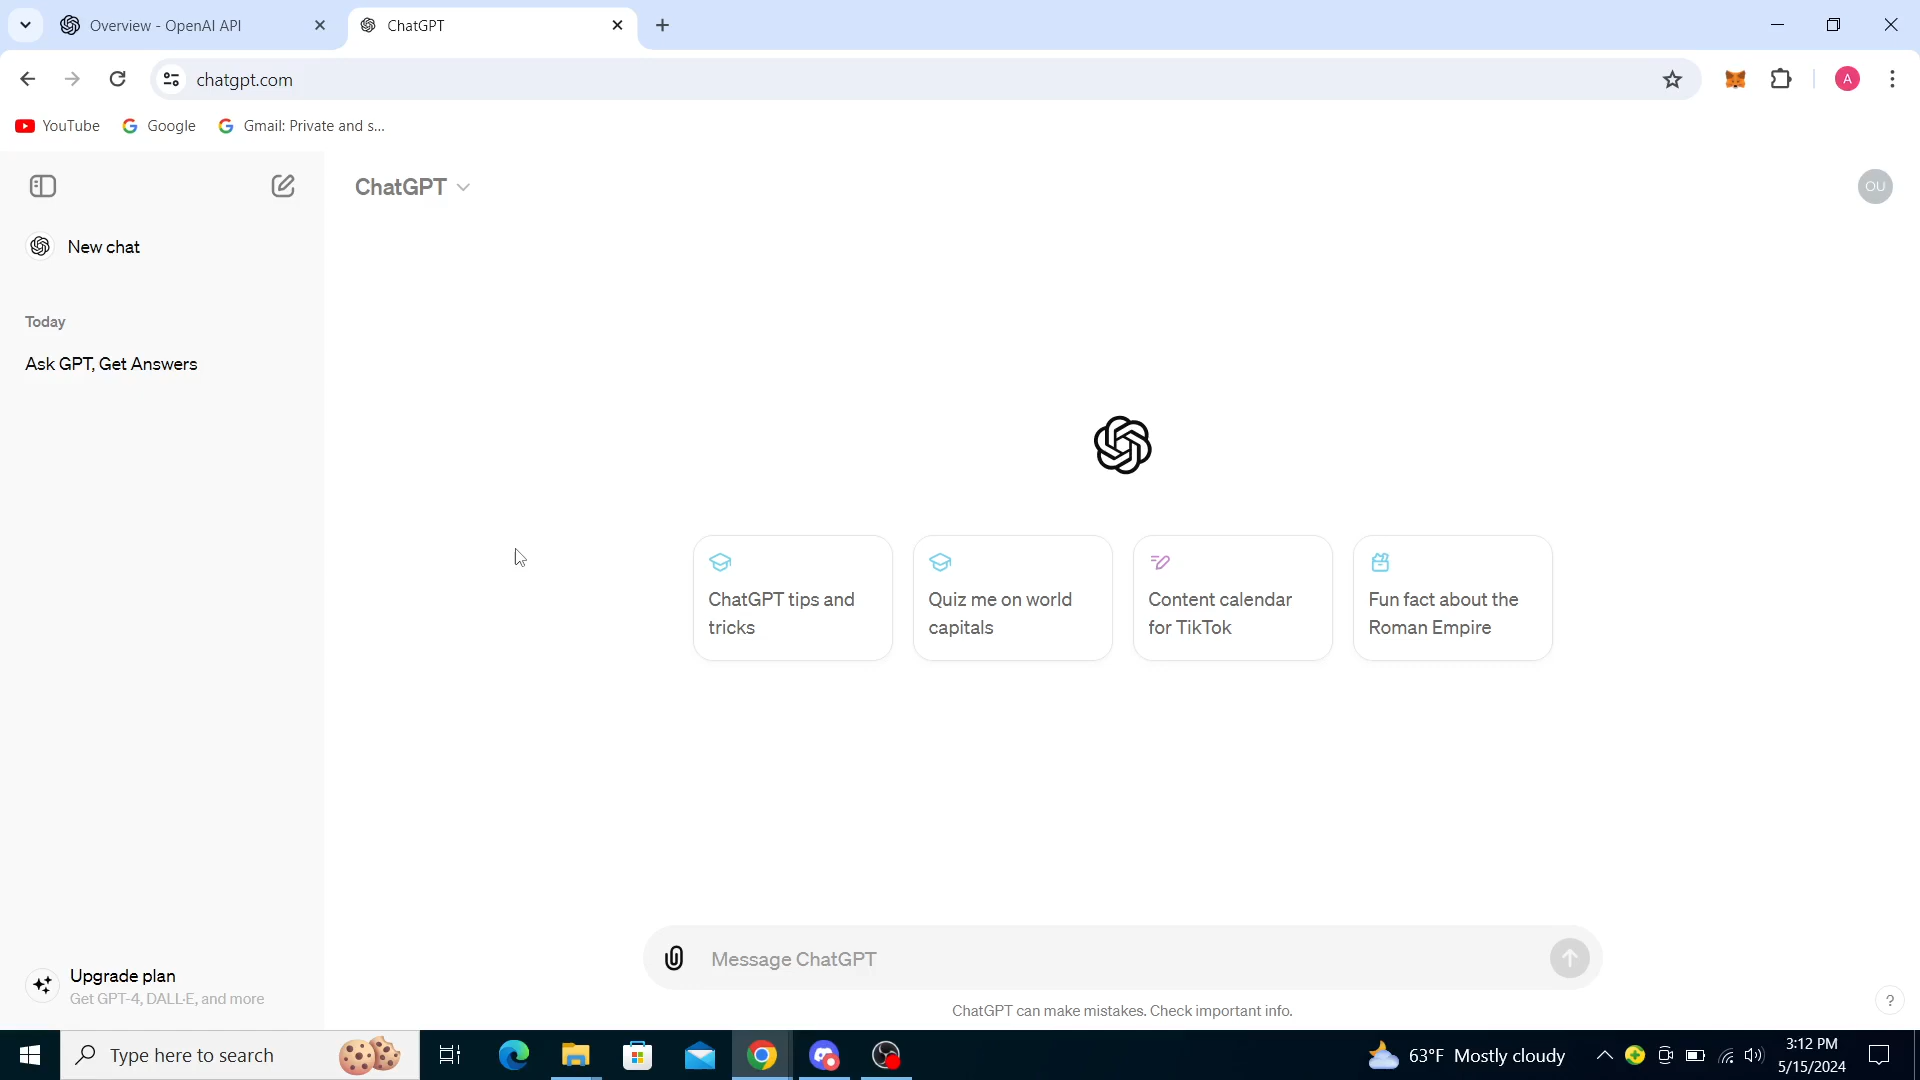 Overview - OpenAI API
ChatGPT
chatgpt.com
A
YouTube
Google
Gmail: Private and s...
ChatGPT
OU
New chat
Today
Ask GPT, Get Answers
ChatGPT tips and
tricks
Quiz me on world
capitals
Content calendar
for TikTok
Fun fact about the
Roman Empire
Upgrade plan
Get GPT-4, DALL·E, and more
Message ChatGPT
ChatGPT can make mistakes. Check important info.
?
Type here to search
63°F Mostly cloudy
3:12 PM
5/15/2024